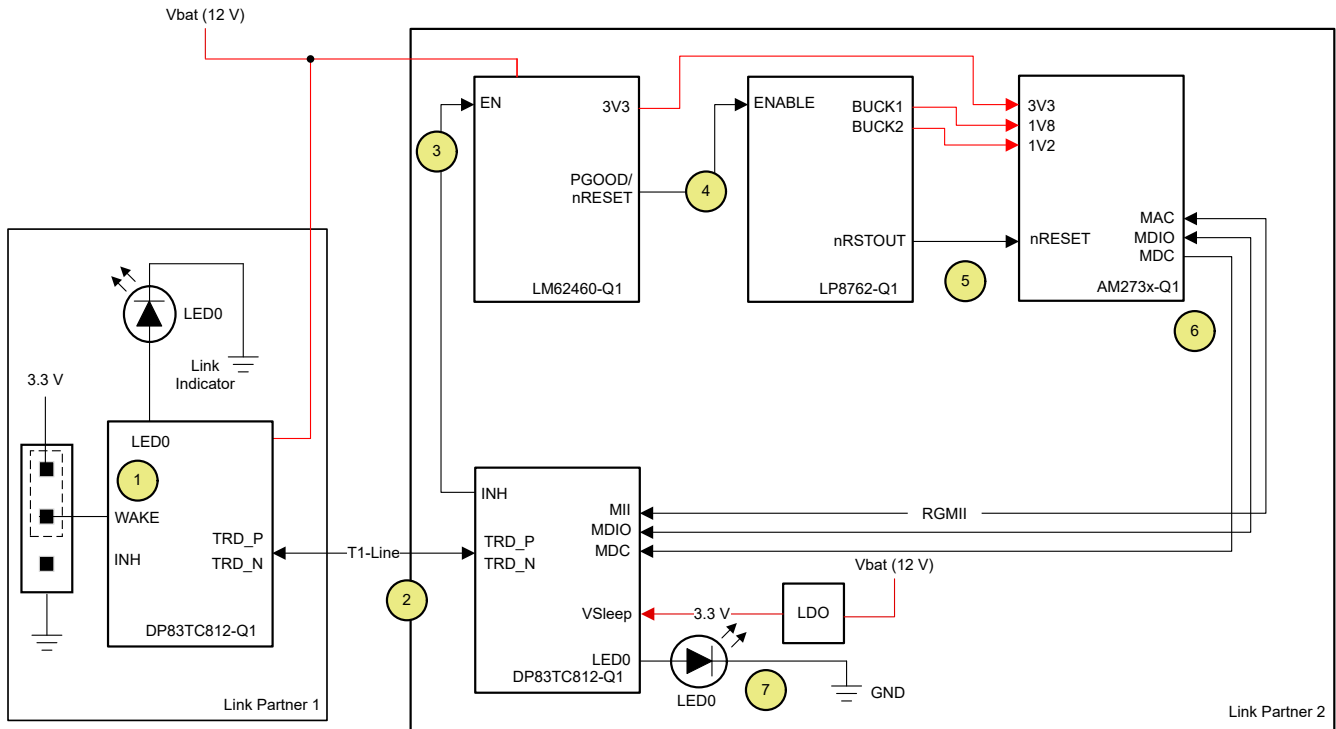 Vbat (12 V)
EN
3V3
PGOOD/
nRESET
LM62460-Q1
3
4
ENABLE
BUCK1
BUCK2
nRSTOUT
LP8762-Q1
5
3V3
1V8
1V2
nRESET
MAC
MDIO
MDC
AM273x-Q1
6
LED0
Link
Indicator
3.3 V
LED0
1
WAKE
INH
TRD_P
TRD_N
DP83TC812-Q1
Link Partner 1
T1-Line
2
INH
TRD_P
TRD_N
MII
MDIO
MDC
VSleep
LED0
DP83TC812-Q1
RGMII
Vbat (12 V)
3.3 V
LDO
LED0
7
GND
Link Partner 2